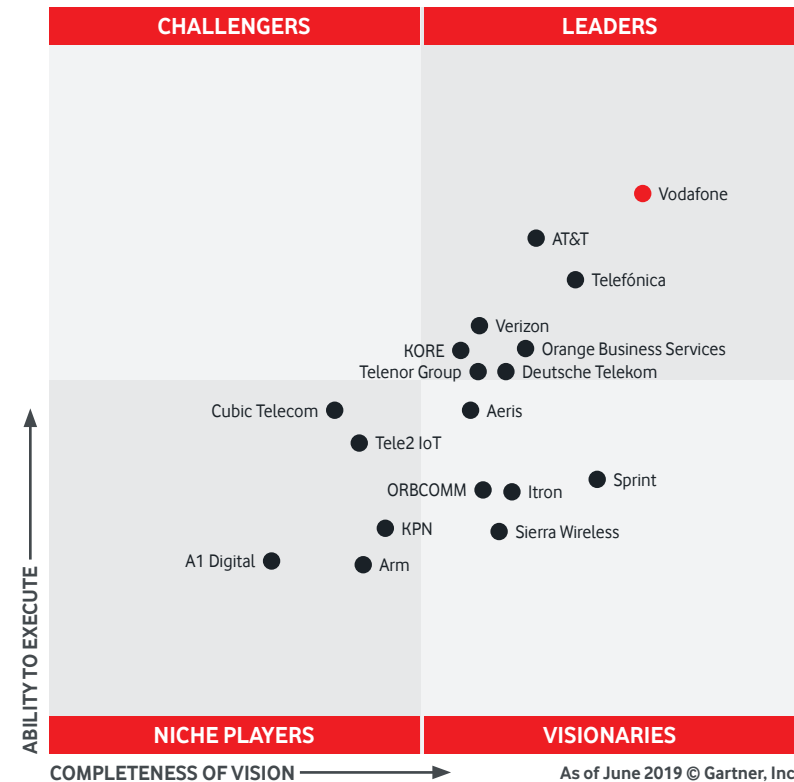 CHALLENGERS
LEADERS
Vodafone
AT&T
Telefónica
Verizon
KORE
Orange Business Services
Telenor Group
Deutsche Telekom
Cubic Telecom
Aeris
Tele2 IoT
Sprint
ORBCOMM
Itron
KPN
Sierra Wireless
A1 Digital
Arm
ABILITY TO EXECUTE
NICHE PLAYERS
VISIONARIES
COMPLETENESS OF VISION
As of June 2019 © Gartner, Inc